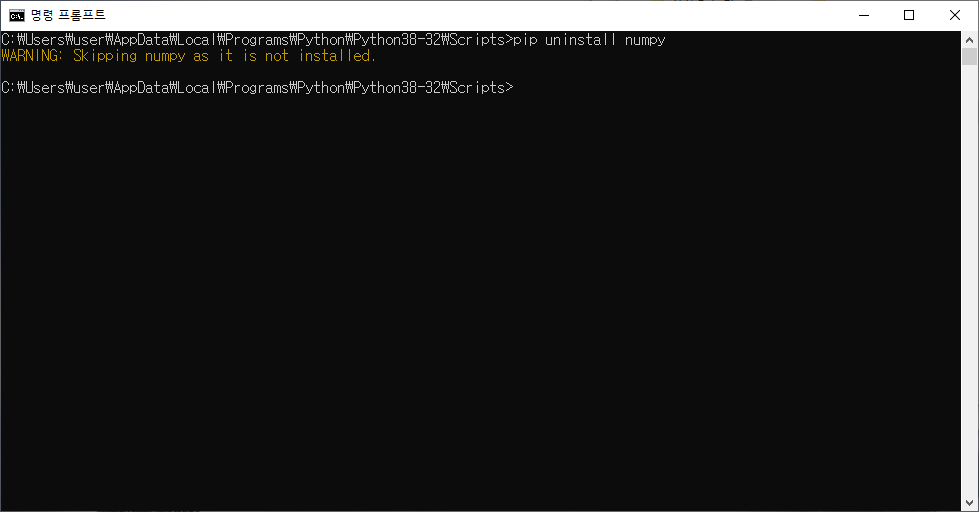 명령 프롬프트
C:₩Users₩user₩AppData₩Local₩Programs₩Python₩Python38-32₩Scripts>pip uninstall numpy
WARNING: Skipping numpy as it is not installed.
C:₩Users₩user₩AppData₩Local₩Programs₩Python₩Python38-32₩Scripts>